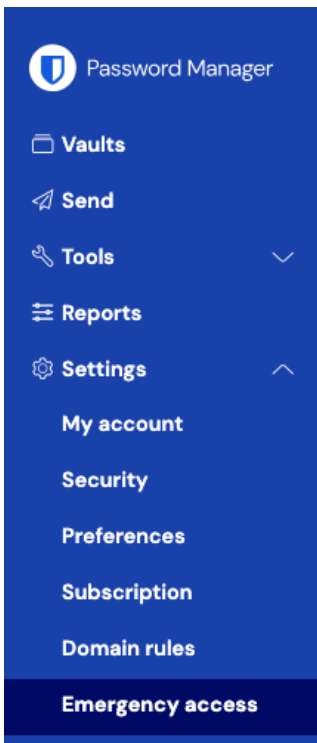 Password Manager
Vaults
Send
Tools
Reports
Settings
My account
Security
Preferences
Subscription
Domain rules
Emergency access